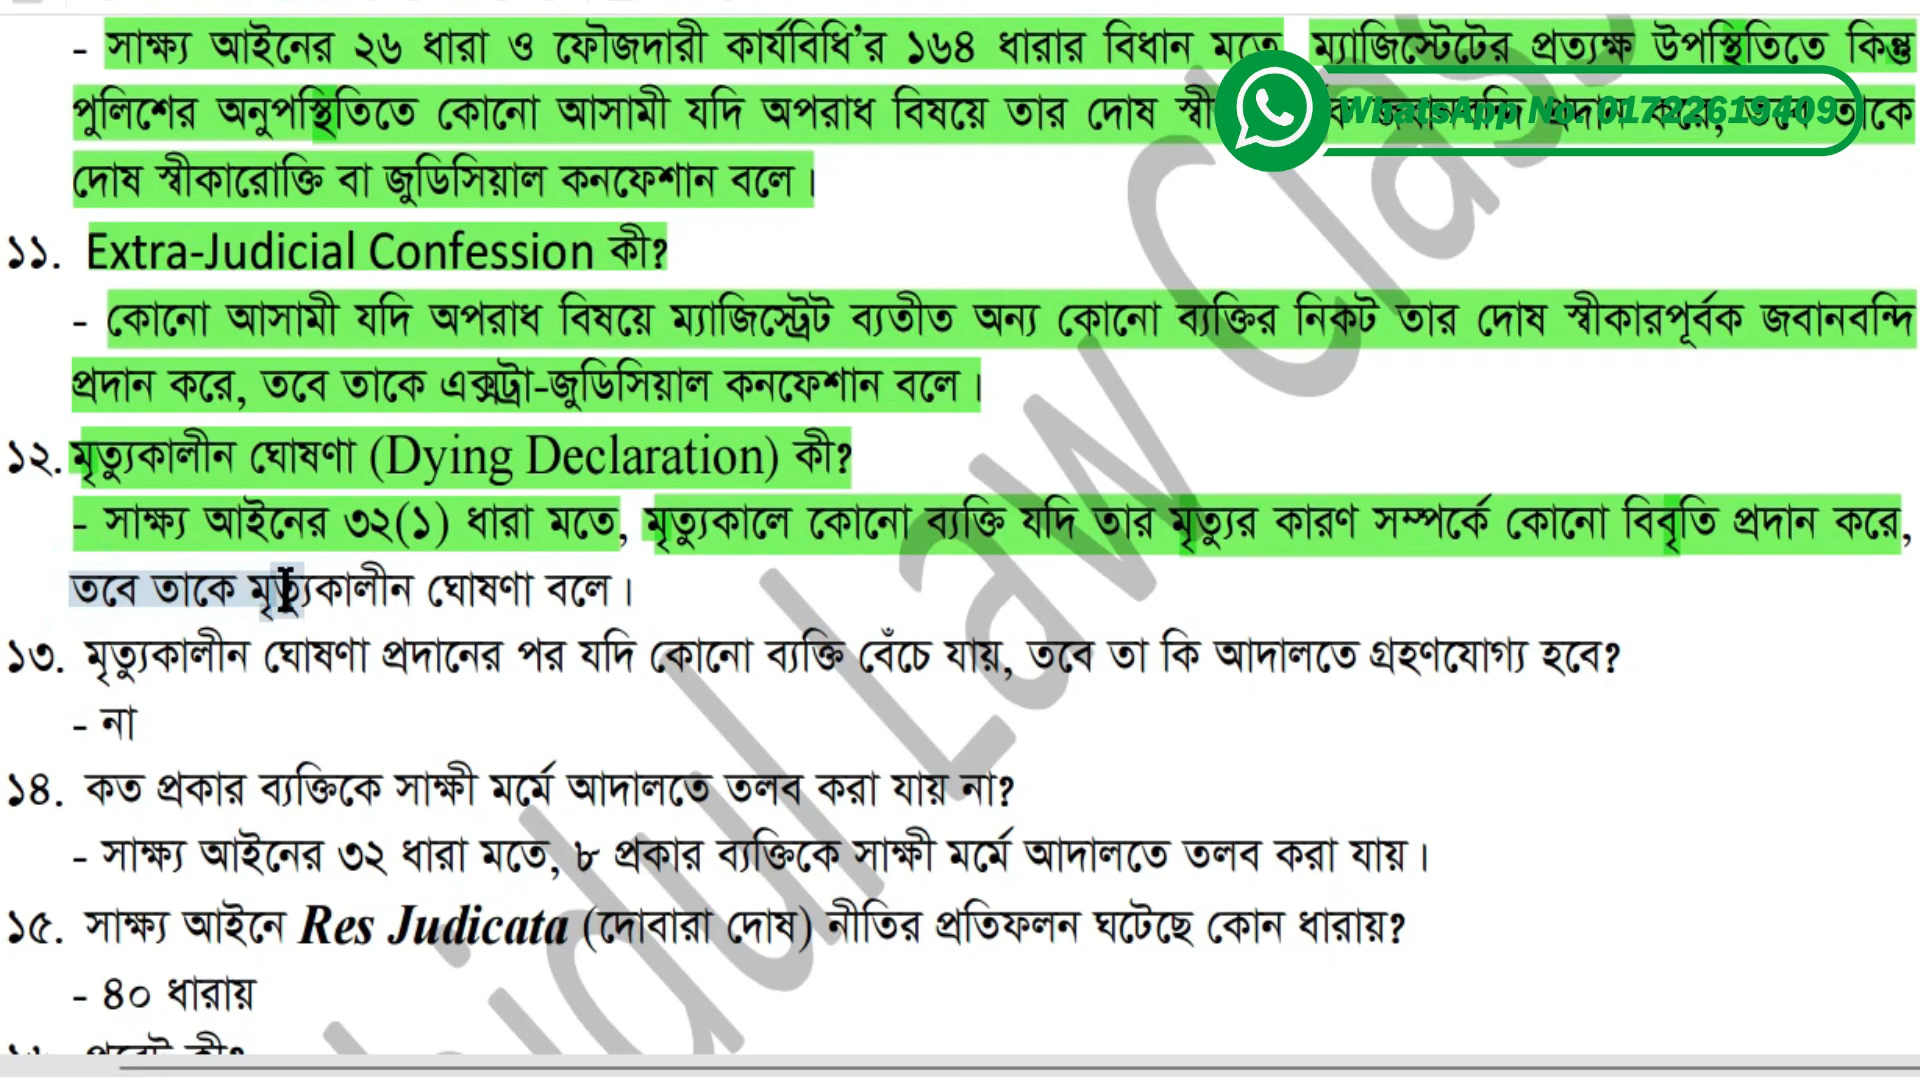 - সাক্ষ্য আইনের ২৬ ধারা ও ফৌজদারী কার্যবিধি’র ১৬৪ ধারার বিধান মতে, ম্যাজিস্টেটের প্রত্যক্ষ উপস্থিতিতে কিন্তু
পুলিশের অনুপস্থিতিতে কোনো আসামী যদি অপরাধ বিষয়ে তার দোষ তাকে
WhatsApp No. 01722619409
দোষ স্বীকারোক্তি বা জুডিসিয়াল কনফেশান বলে।
১১. Extra-Judicial Confession কী?
- কোনো আসামী যদি অপরাধ বিষয়ে ম্যাজিস্ট্রেট ব্যতীত অন্য কোনো ব্যক্তির নিকট তার দোষ স্বীকারপূর্বক জবানবন্দি
প্রদান করে, তবে তাকে এক্সট্রা-জুডিসিয়াল কনফেশান বলে।
১২. মৃত্যুকালীন ঘোষণা (Dying Declaration) কী?
- সাক্ষ্য আইনের ৩২(১) ধারা মতে, মৃত্যুকালে কোনো ব্যক্তি যদি তার মৃত্যুর কারণ সম্পর্কে কোনো বিবৃতি প্রদান করে,
তবে তাকে মৃত্যুকালীন ঘোষণা বলে।
১৩. মৃত্যুকালীন ঘোষণা প্রদানের পর যদি কোনো ব্যক্তি বেঁচে যায়, তবে তা কি আদালতে গ্রহণযোগ্য হবে?
- না
১৪. কত প্রকার ব্যক্তিকে সাক্ষী মর্মে আদালতে তলব করা যায় না?
- সাক্ষ্য আইনের ৩২ ধারা মতে, ৮ প্রকার ব্যক্তিকে সাক্ষী মর্মে আদালতে তলব করা যায়।
১৫. সাক্ষ্য আইনে Res Judicata (দোবারা দোষ) নীতির প্রতিফলন ঘটেছে কোন ধারায়?
- ৪০ ধারায়